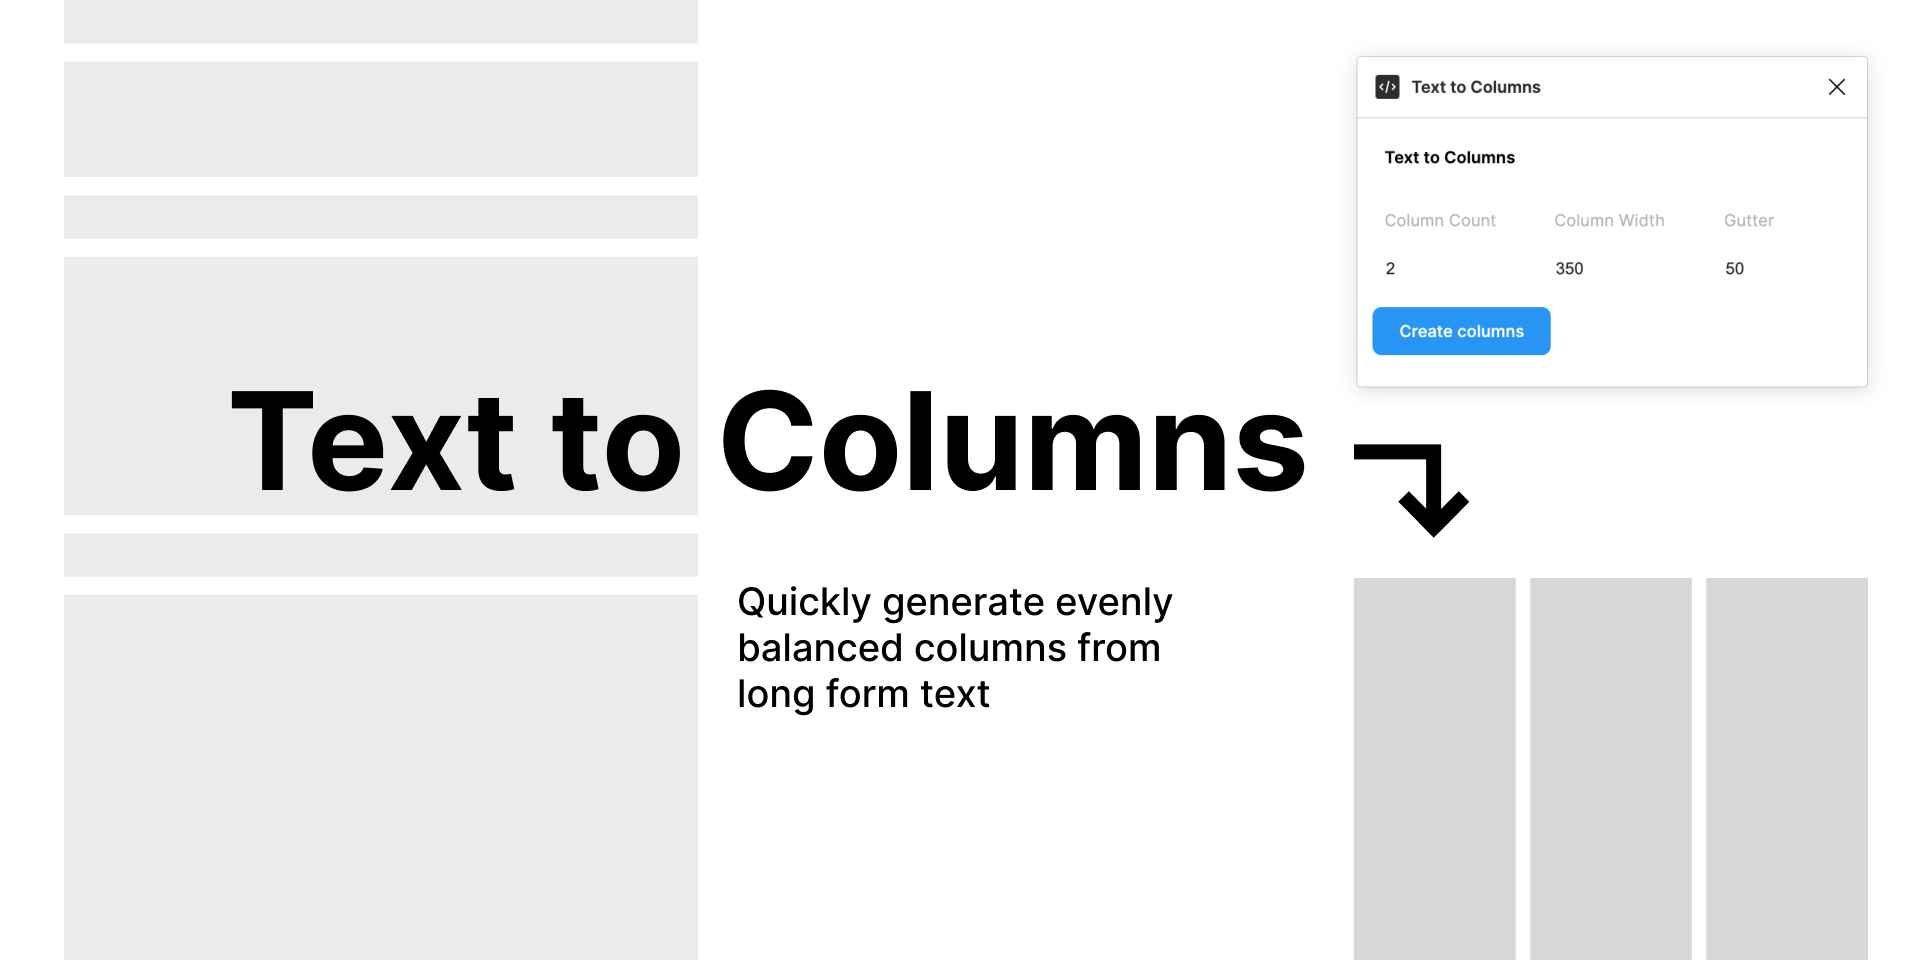 Text to Columns
Text to Columns
Column Count Column Width Gutter
2 350 50
Create columns
Text to Columns
Quickly generate evenly
balanced columns from
long form text